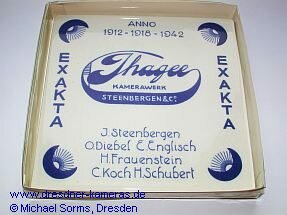 ANNO
1912-1918-1942
EXAKTA
Ihagee
KAMERAWERK
STEENBERGEN & Co.
EXAKTA
J. Steenbergen
O. Diebel E. Englisch
H. Frauenstein
C. Koch H. Schubert
www.dresdner-kameras.de
© Michael Sorms, Dresden